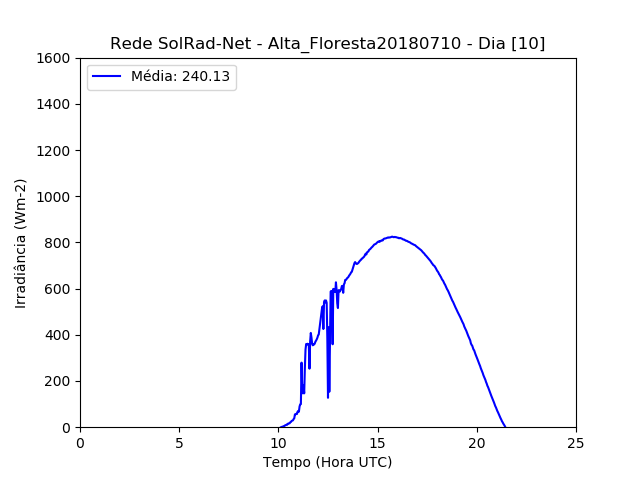 Rede SolRad-Net - Alta_Floresta20180710 - Dia [10]
1600
1400
1200
1000
800
600
400
200
0
Irradiância (Wm-2)
Média: 240.13
0 5 10 15 20 25
Tempo (Hora UTC)